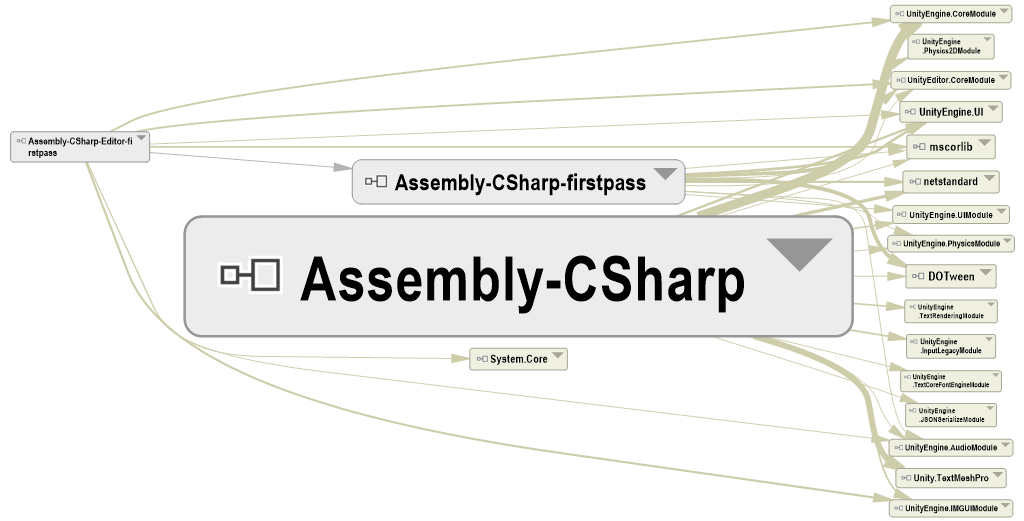 UnityEngine.CoreModule
UnityEngine
.Physics2DModule
UnityEditor.CoreModule
UnityEngine.UI
Assembly-CSharp-Editor-fi
rstpass
mscorlib
Assembly-CSharp-firstpass
netstandard
UnityEngine.UIModule
UnityEngine.PhysicsModule
Assembly-CSharp
DOTween
UnityEngine
.TextRenderingModule
UnityEngine
.InputLegacyModule
System.Core
UnityEngine
.TextCoreFontEngineModule
UnityEngine
.JSONSerializeModule
UnityEngine.AudioModule
Unity.TextMeshPro
UnityEngine.IMGUIModule